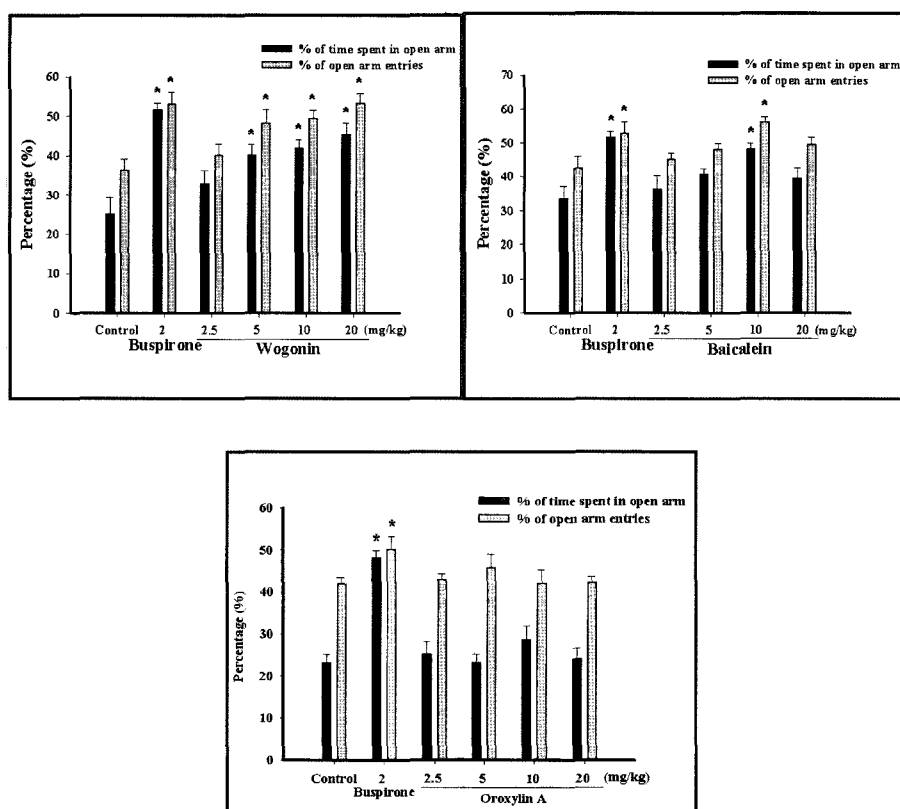 % of time spent in open arm
% of open arm entries
Percentage (%)
60
50
40
30
20
10
0
* * * * * * * *
Control 2 2.5 5 10 20 (mg/kg)
Buspirone Wogonin
% of time spent in open arm
% of open arm entries
Percentage (%)
70
60
50
40
30
20
10
0
* * * *
Control 2 2.5 5 10 20 (mg/kg)
Buspirone Baicalein
% of time spent in open arm
% of open arm entries
Percentage (%)
60
50
40
30
20
10
0
* *
Control 2 2.5 5 10 20 (mg/kg)
Buspirone Oroxylin A